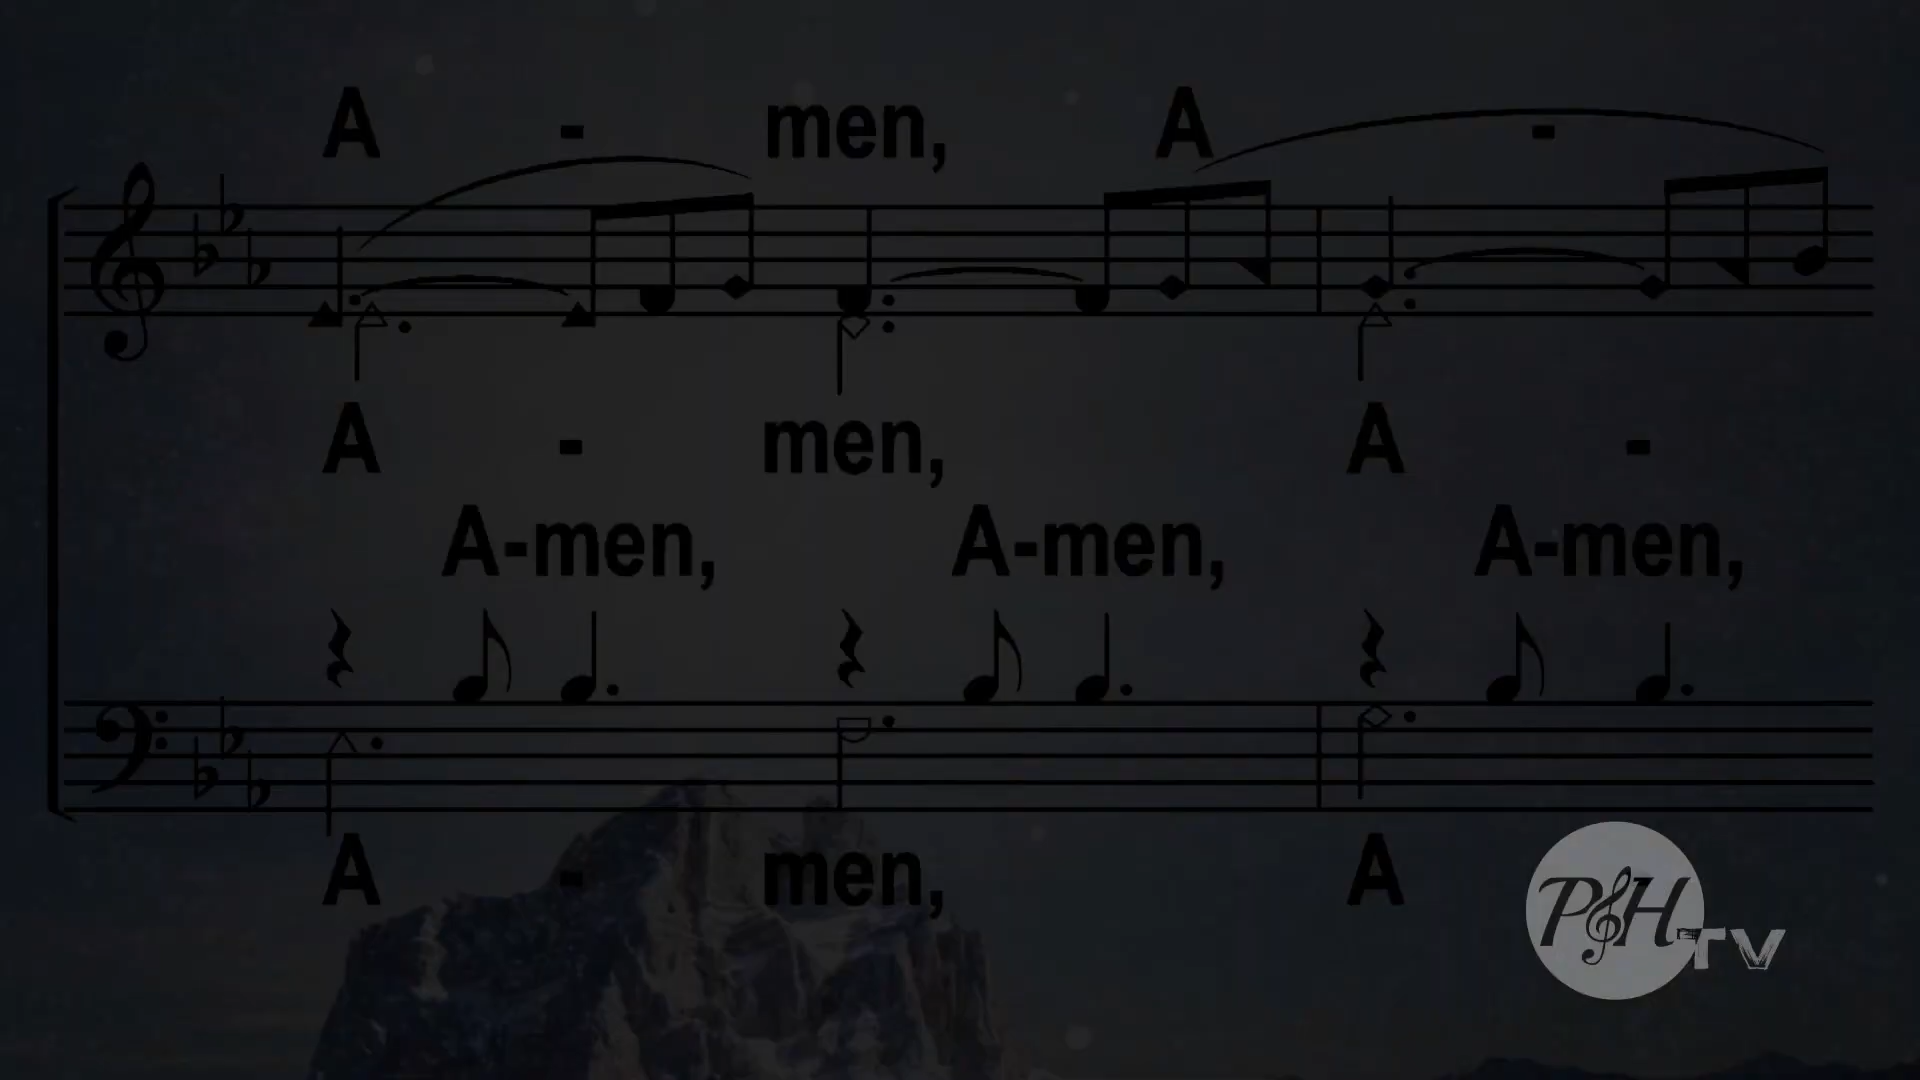 A - men, A -
A - men, A -
A-men, A-men, A-men,
A - men, A
P&H TV